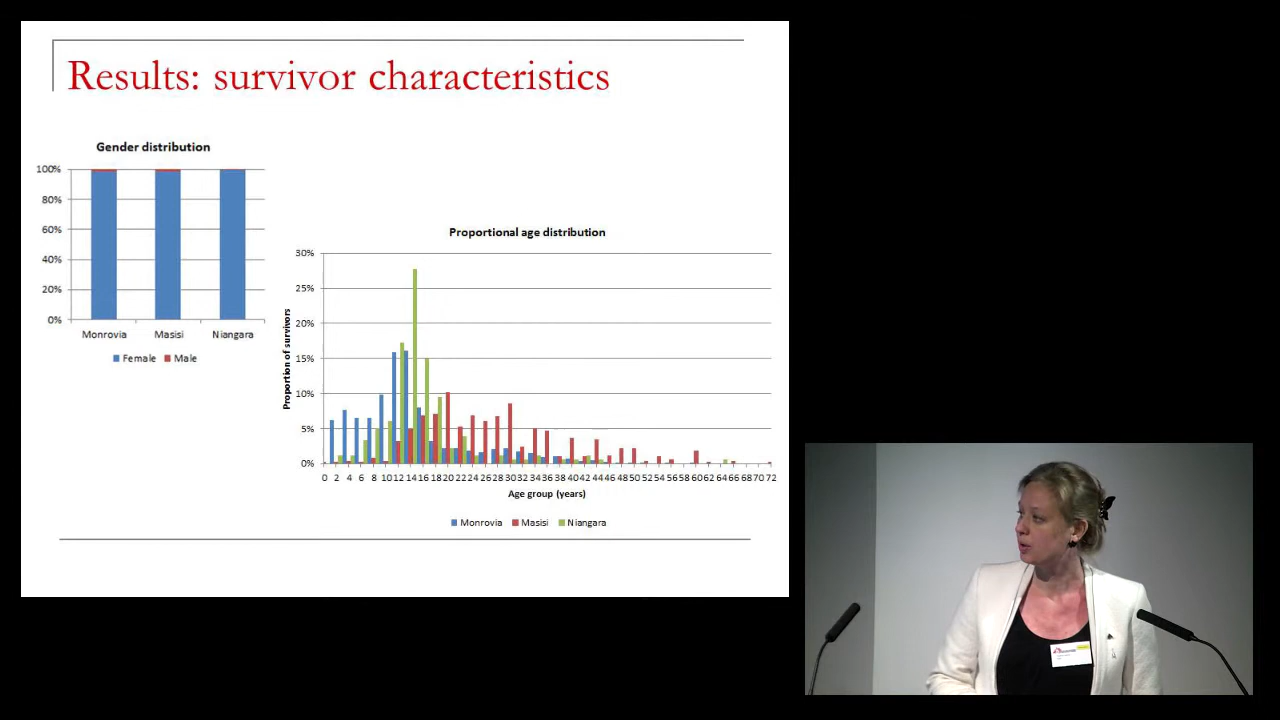 Results: survivor characteristics
Gender distribution
100%
80%
60%
40%
20%
0%
Monrovia Masisi Niangara
Female Male
Proportional age distribution
30%
25%
20%
15%
10%
5%
0%
Proportion of survivors
0 2 4 6 8 10 12 14 16 18 20 22 24 26 28 30 32 34 36 38 40 42 44 46 48 50 52 54 56 58 60 62 64 66 68 70 72
Age group (years)
Monrovia Masisi Niangara